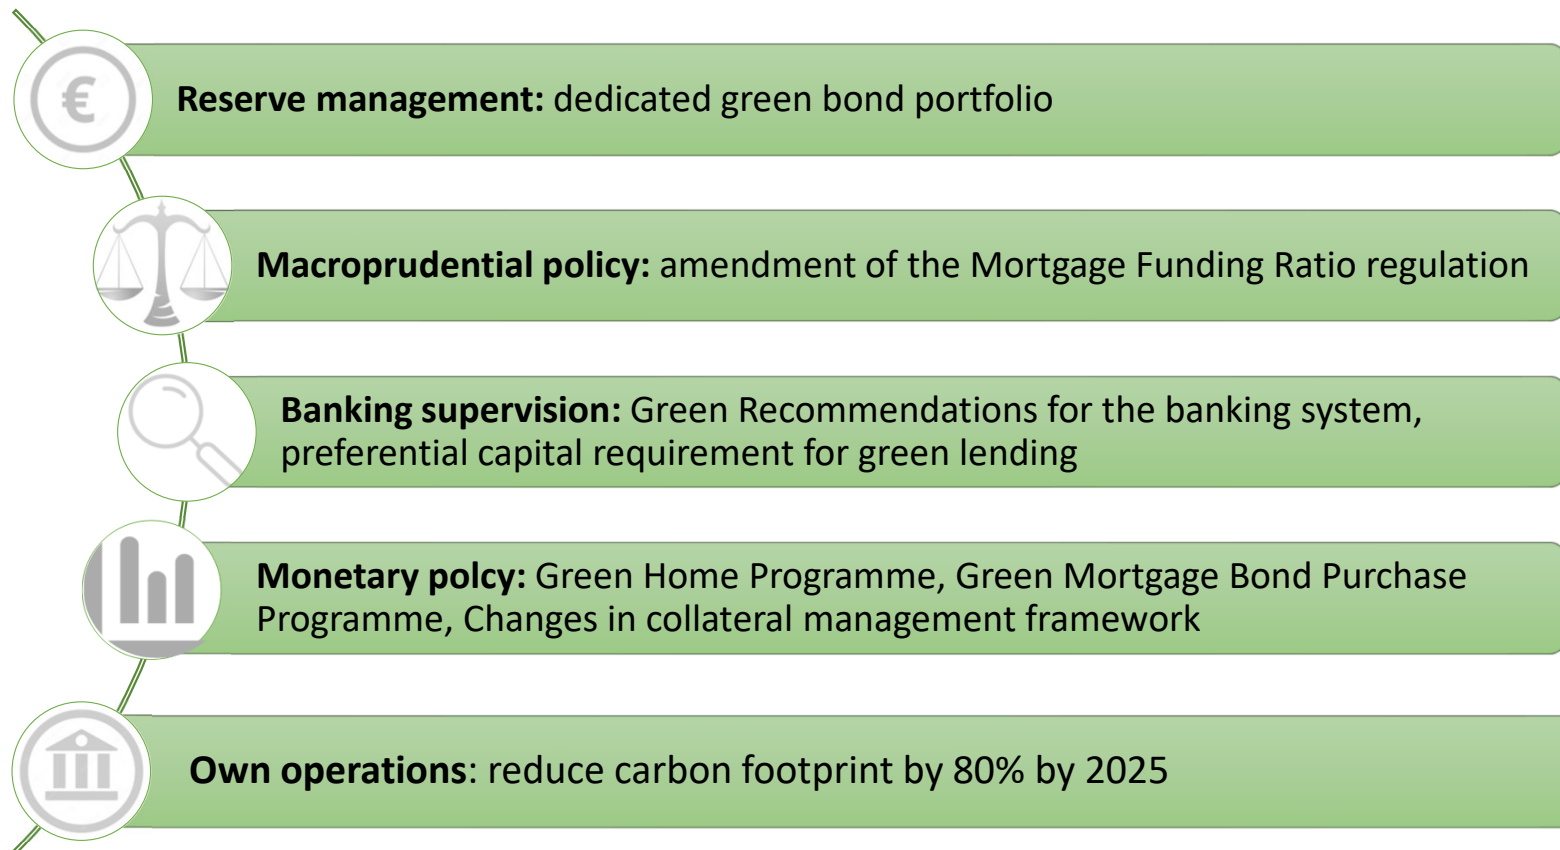 €
Reserve management: dedicated green bond portfolio
Macroprudential policy: amendment of the Mortgage Funding Ratio regulation
Banking supervision: Green Recommendations for the banking system,
preferential capital requirement for green lending
Monetary polcy: Green Home Programme, Green Mortgage Bond Purchase
Programme, Changes in collateral management framework
Own operations: reduce carbon footprint by 80% by 2025